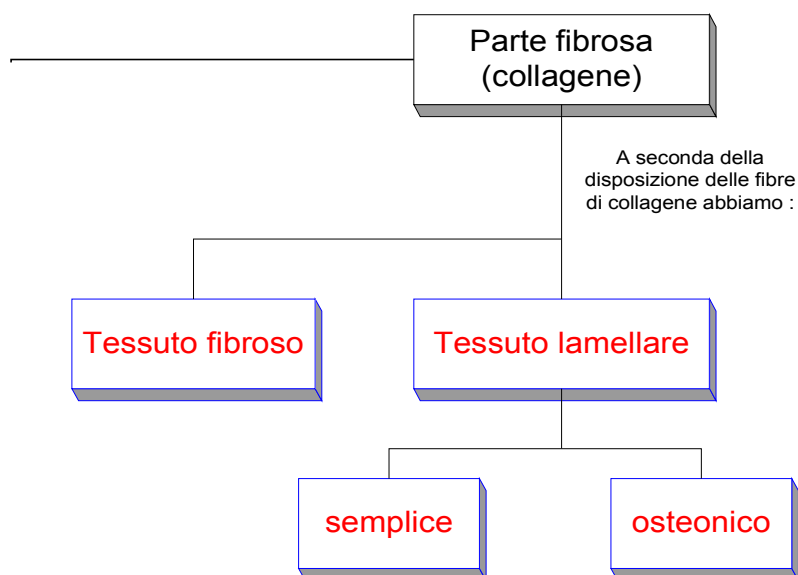 Parte fibrosa
(collagene)
A seconda della
disposizione delle fibre
di collagene abbiamo :
Tessuto fibroso
Tessuto lamellare
semplice
osteonico